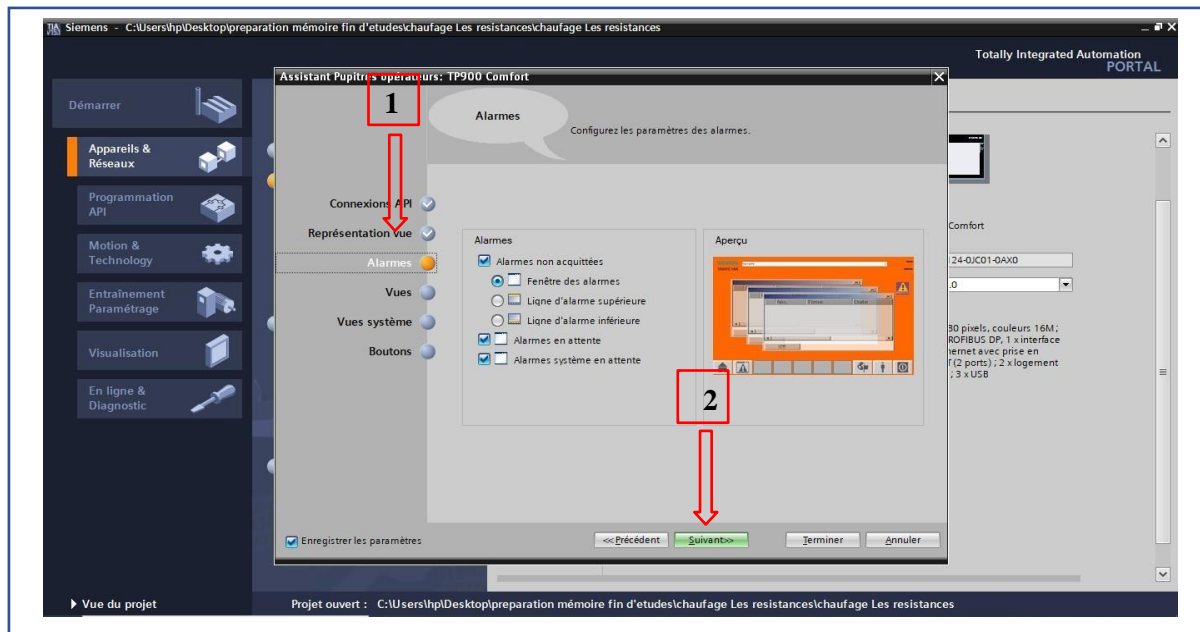 Siemens - C:\Users\hp\Desktop\preparation mémoire fin d'etudes\chaufage Les resistances\chaufage Les resistances
Totally Integrated Automation
PORTAL
Assistant Pupitres opérateurs: TP900 Comfort
1
Démarrer
Appareils &
Réseaux
Programmation
API
Motion &
Technology
Entraînement
Paramétrage
Visualisation
En ligne &
Diagnostic
Alarmes
Configurez les paramètres des alarmes.
Connexions API
Représentation vue
Alarmes
Vues
Vues système
Boutons
Alarmes
Alarmes non acquittées
Fenêtre des alarmes
Ligne d'alarme supérieure
Ligne d'alarme inférieure
Alarmes en attente
Alarmes système en attente
Aperçu
2
Comfort
24-0JC01-0AX0
.0
30 pixels, couleurs 16M ;
ROFIBUS DP, 1 x interface
ernet avec prise en
(2 ports) ; 2 x logement
; 3 x USB
Enregistrer les paramètres
<< Précédent
Suivant>>
Terminer
Annuler
Vue du projet
Projet ouvert : C:\Users\hp\Desktop\preparation mémoire fin d'etudes\chaufage Les resistances\chaufage Les resistances